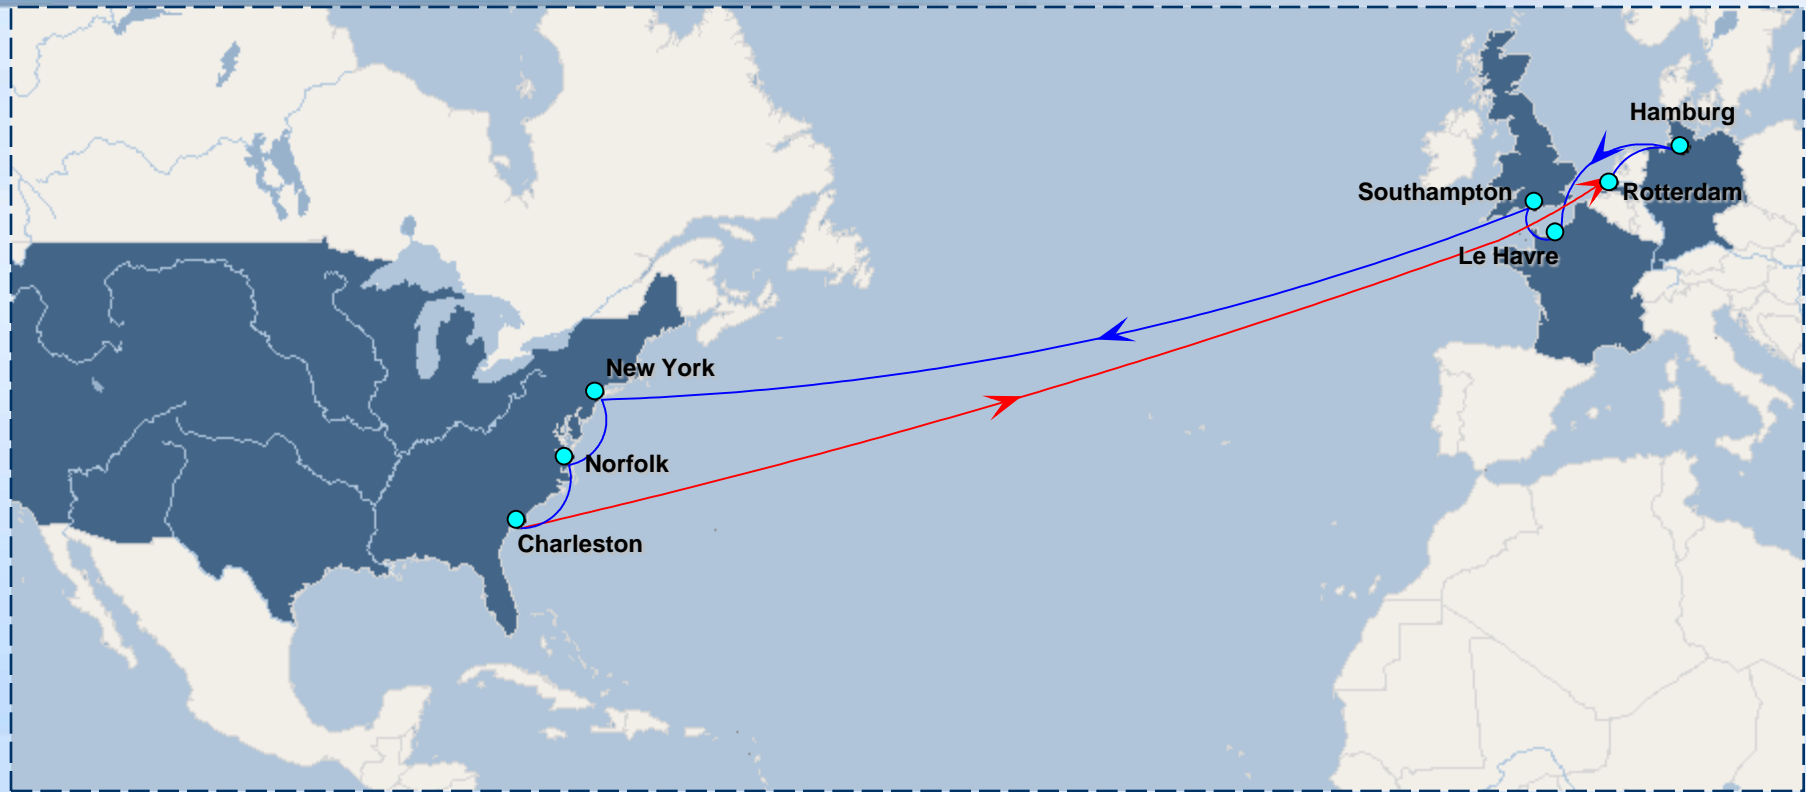 Hamburg
Southampton
Rotterdam
Le Havre
New York
Norfolk
Charleston